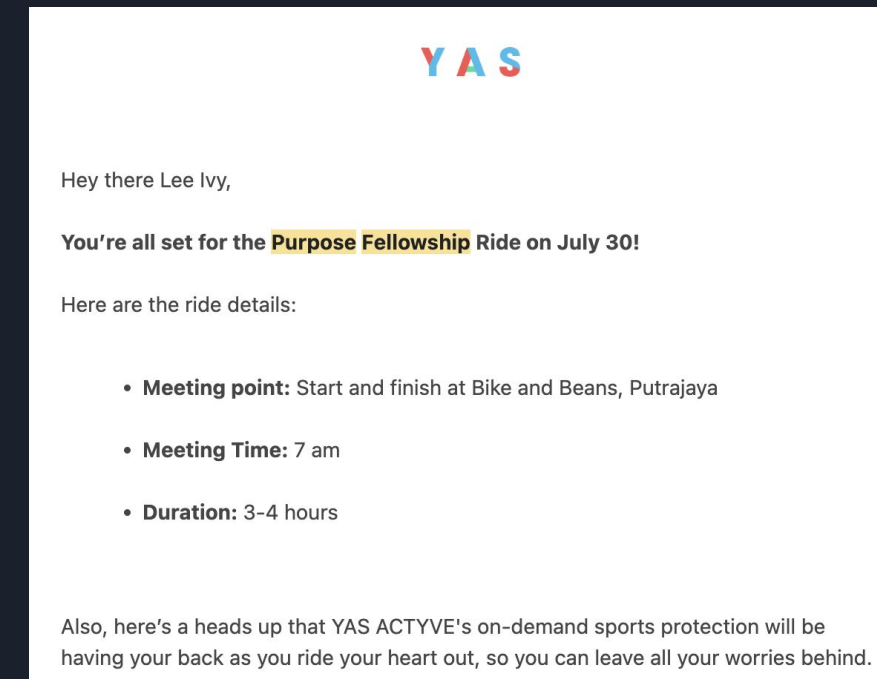 YAS
Hey there Lee Ivy,
You’re all set for the Purpose Fellowship Ride on July 30!
Here are the ride details:
• Meeting point: Start and finish at Bike and Beans, Putrajaya
• Meeting Time: 7 am
• Duration: 3-4 hours
Also, here’s a heads up that YAS ACTYVE's on-demand sports protection will be
having your back as you ride your heart out, so you can leave all your worries behind.